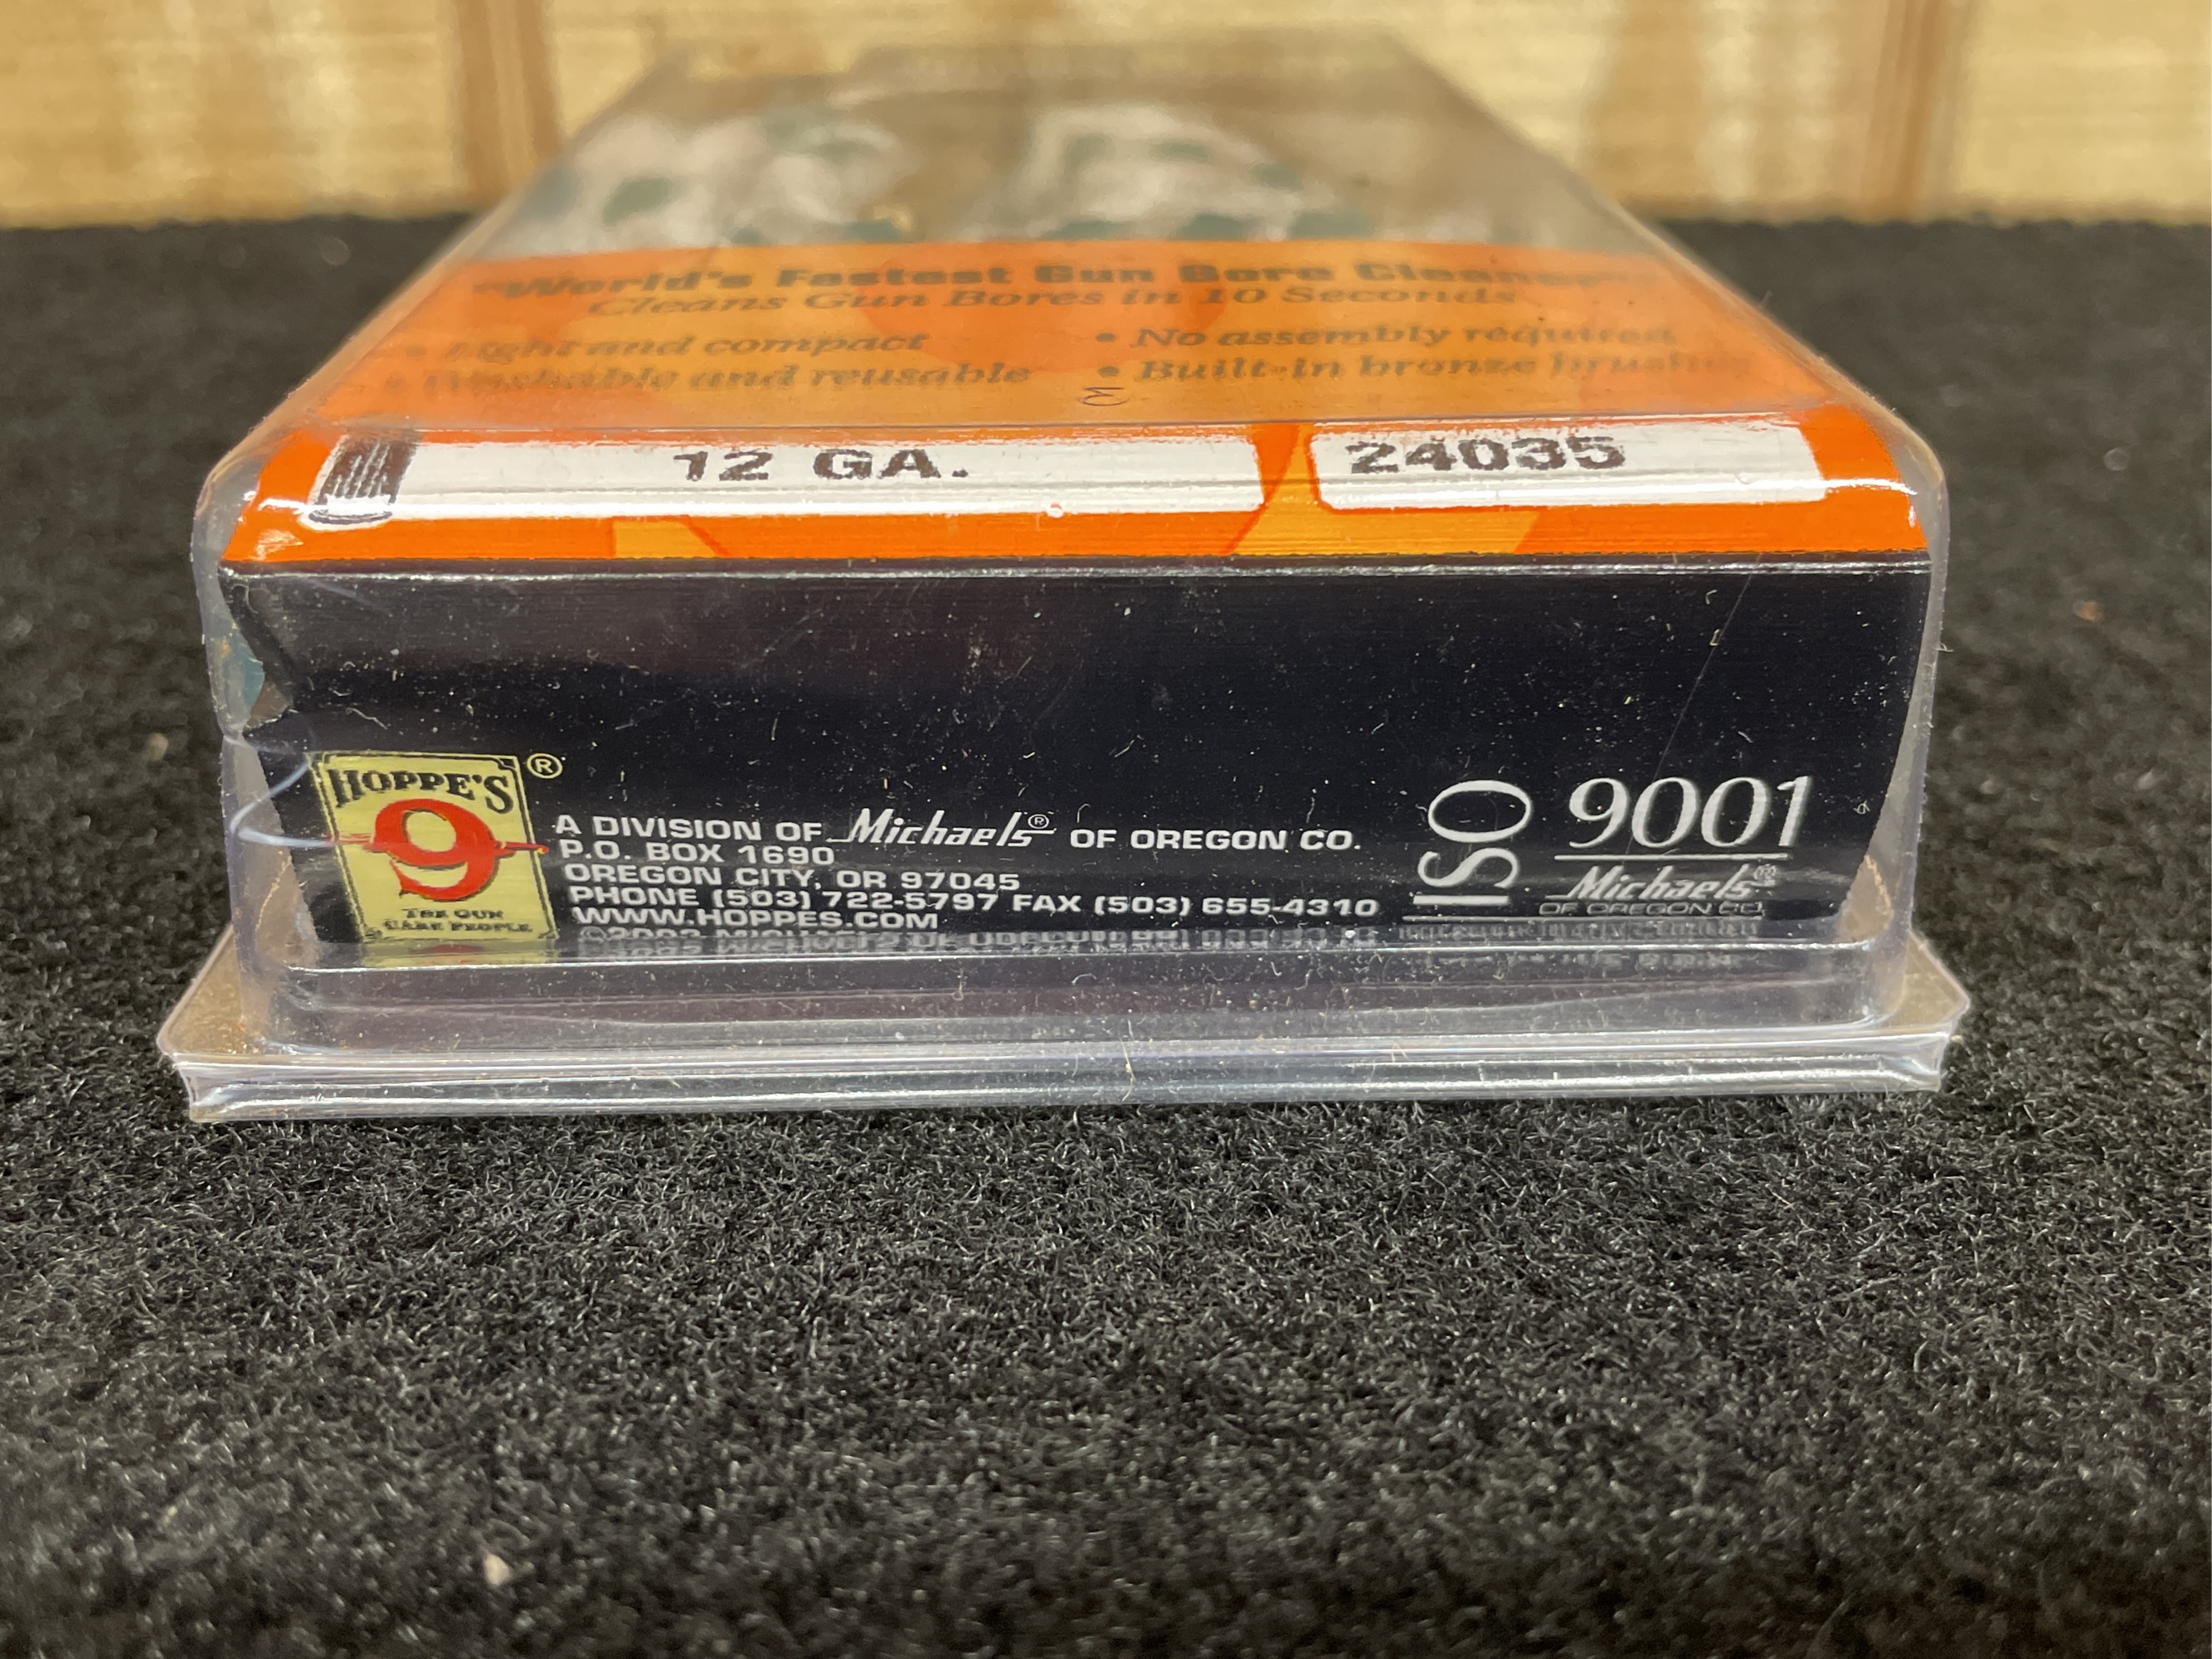 "World's Fastest Gun Bore Cleaner"
Cleans Gun Bores in 10 Seconds
• Light and compact
• Washable and reusable
• No assembly required
• Built-in bronze brushes
12 GA.
24035
HOPPE'S ®
9
THE GUN
CARE PEOPLE
A DIVISION OF Michaels® OF OREGON CO.
P.O. BOX 1690
OREGON CITY, OR 97045
PHONE (503) 722-5797 FAX (503) 655-4310
WWW.HOPPES.COM
ISO 9001
Michaels®
OF OREGON CO.